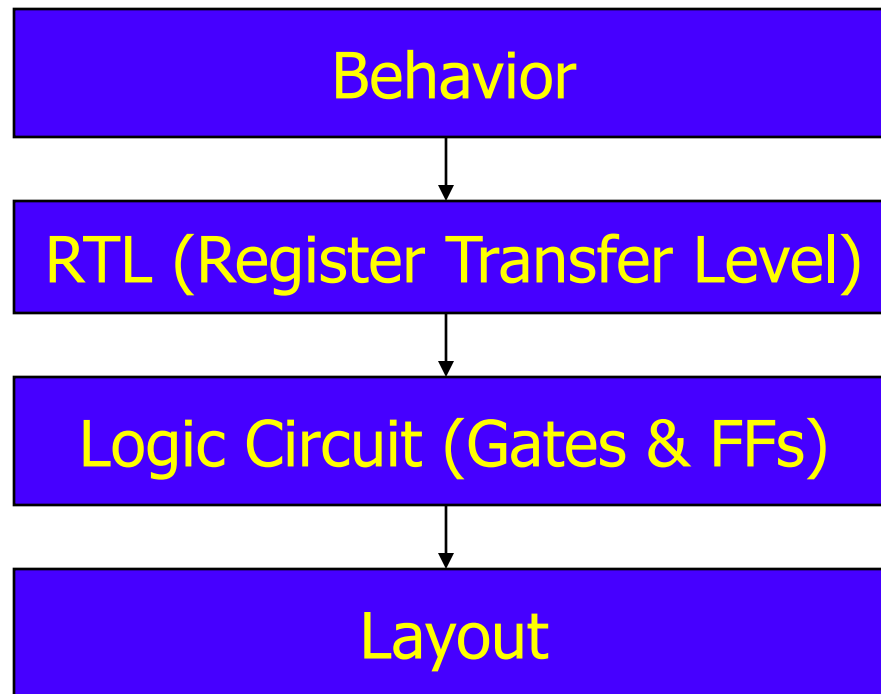 Behavior
RTL (Register Transfer Level)
Logic Circuit (Gates & FFs)
Layout